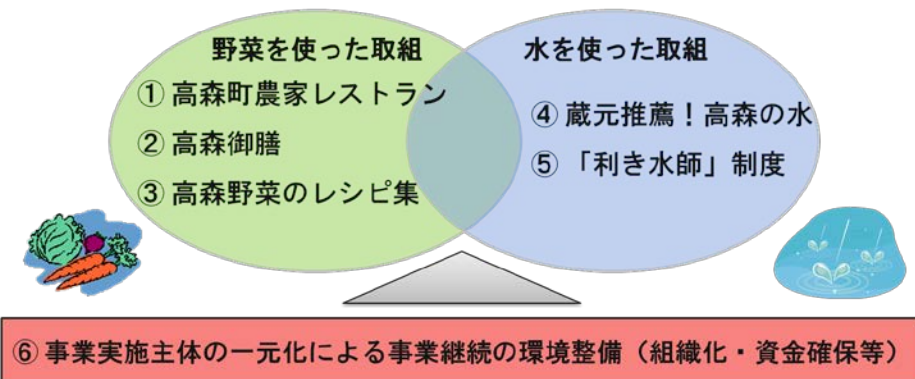 野菜を使った取組
① 高森町農家レストラン
② 高森御膳
③ 高森野菜のレシピ集
水を使った取組
④ 蔵元推薦！高森の水
⑤ 「利き水師」制度
⑥ 事業実施主体の一元化による事業継続の環境整備（組織化・資金確保等）